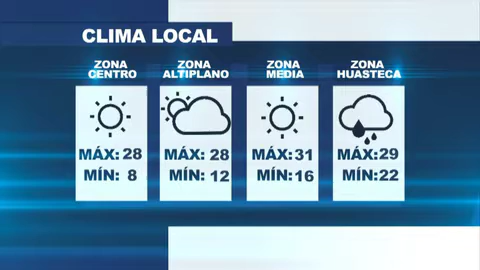 CLIMA LOCAL
ZONA CENTRO
MÁX: 28
MÍN: 8
ZONA ALTIPLANO
MÁX: 28
MÍN: 12
ZONA MEDIA
MÁX: 31
MÍN: 16
ZONA HUASTECA
MÁX: 29
MÍN: 22